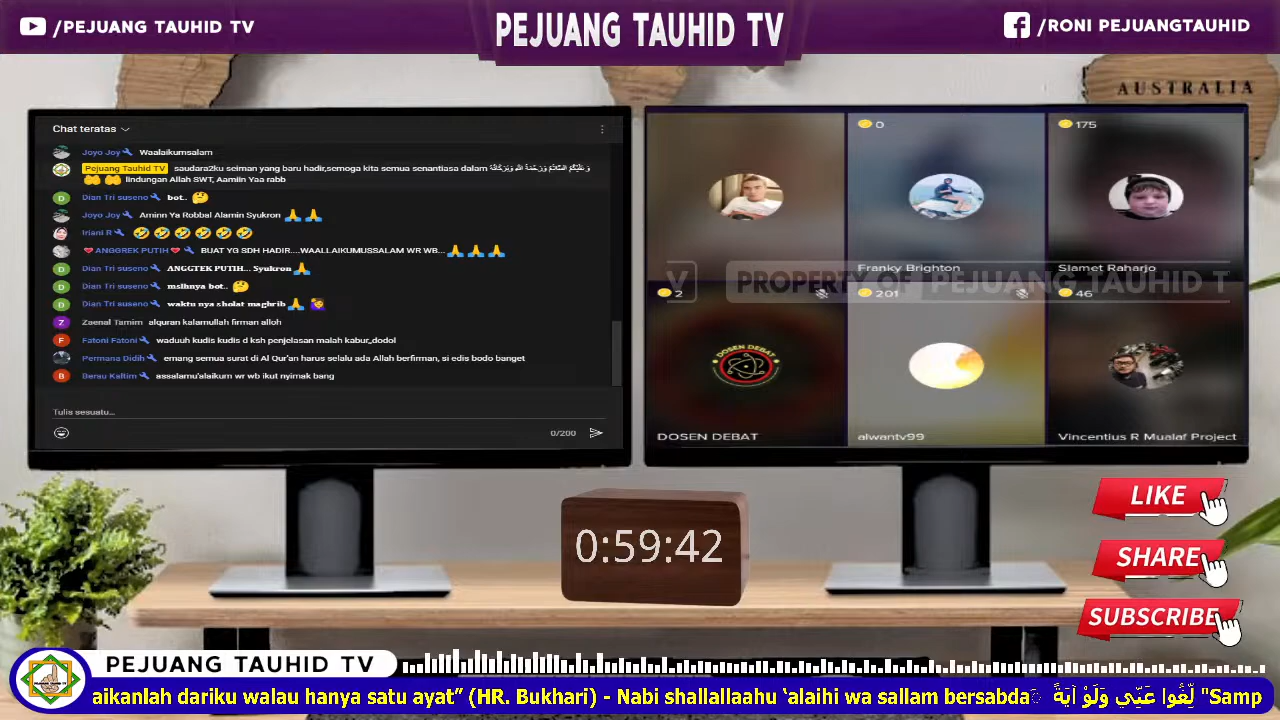 /PEJUANG TAUHID TV
PEJUANG TAUHID TV
/RONI PEJUANGTAUHID
AUSTRALIA
Chat teratas
Joyo Joy Waalaikumsalam
Pejuang Tauhid TV saudara2ku seiman yang baru hadir,semoga kita semua senantiasa dalam
🤲 🤲 lindungan Allah SWT, Aamiin Yaa rabb
D Dian Tri suseno bot.. 🤔
Joyo Joy Aminn Ya Robbal Alamin Syukron 🙏 🙏
Iriani R 🤣 🤣 🤣 🤣 🤣 🤣
❤ANGGREK PUTIH❤ BUAT YG SDH HADIR....WAALLAIKUMUSSALAM WR WB... 🙏 🙏 🙏
D Dian Tri suseno ANGGTEK PUTIH... Syukron 🙏
D Dian Tri suseno msihnya bot.. 🤔
D Dian Tri suseno waktu nya sholat maghrib 🙏
Z Zaenal Tamim alquran kalamullah firman alloh
F Fatoni Fatoni waduuh kudis kudis d ksh penjelasan malah kabur,dodol
Permana Didih emang semua surat di Al Qur'an harus selalu ada Allah berfirman, si edis bodo banget
B Berau Kaltim assalamu'alaikum wr wb ikut nyimak bang
Tulis sesuatu...
0/200
0
175
Franky Brighton
Slamet Raharjo
V PROPERTY OF PEJUANG TAUHID T
2
201
46
DOSEN DEBAT
DOSEN DEBAT
alwantv99
Vincentius R Mualaf Project
0:59:42
LIKE
SHARE
SUBSCRIBE
PEJUANG TAUHID TV
aikanlah dariku walau hanya satu ayat” (HR. Bukhari) - Nabi shallallaahu ‘alaihi wa sallam bersabda لِّغُوا عَنِّي وَلَوْ آيَةً "Samp